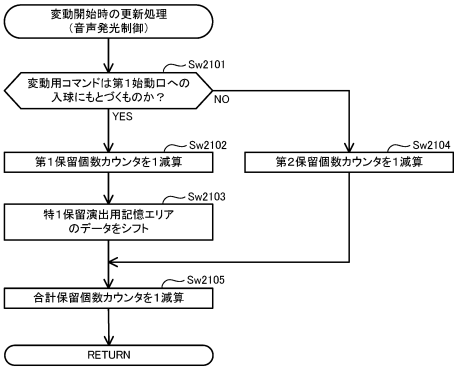 変動開始時の更新処理
(音声発光制御)
Sw2101
変動用コマンドは第1始動口への
入球にもとづくものか？
NO
YES
Sw2102
第1保留個数カウンタを1減算
Sw2104
第2保留個数カウンタを1減算
Sw2103
特1保留演出用記憶エリア
のデータをシフト
Sw2105
合計保留個数カウンタを1減算
RETURN